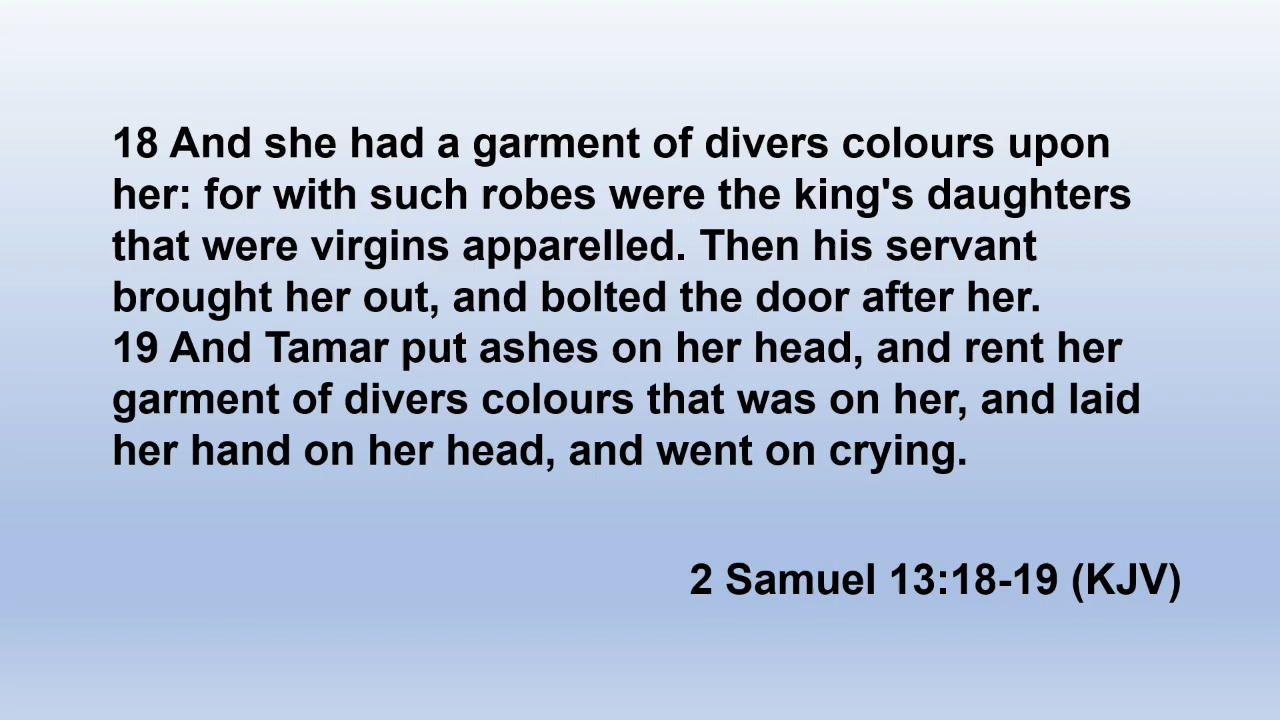 18 And she had a garment of divers colours upon
her: for with such robes were the king's daughters
that were virgins apparelled. Then his servant
brought her out, and bolted the door after her.
19 And Tamar put ashes on her head, and rent her
garment of divers colours that was on her, and laid
her hand on her head, and went on crying.
2 Samuel 13:18-19 (KJV)